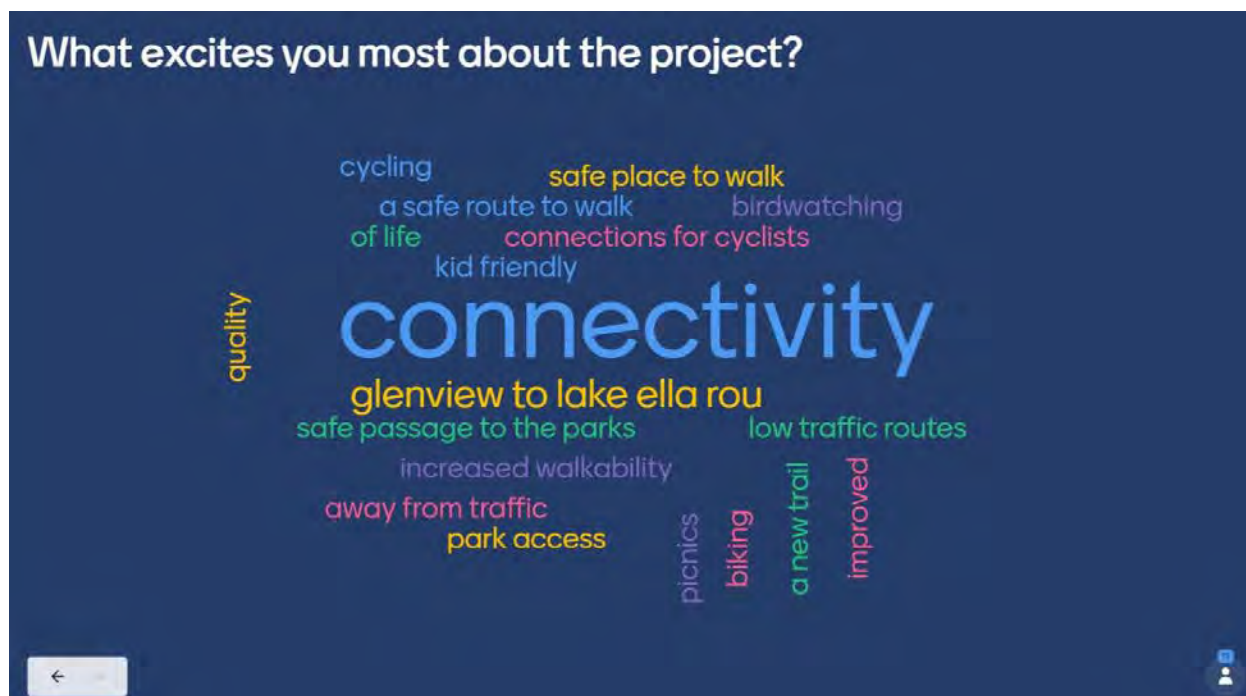 What excites you most about the project?
cycling
safe place to walk
a safe route to walk
birdwatching
of life
connections for cyclists
kid friendly
quality
connectivity
glenview to lake ella rou
safe passage to the parks
low traffic routes
increased walkability
away from traffic
park access
picnics
biking
a new trail
improved